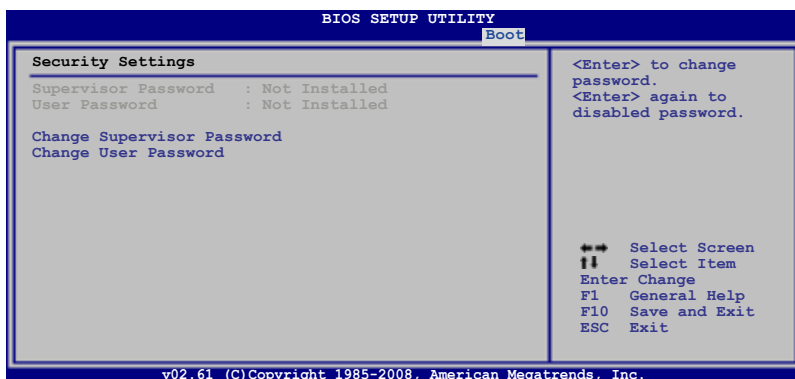 BIOS SETUP UTILITY
Boot
Security Settings
Supervisor Password : Not Installed
User Password : Not Installed
Change Supervisor Password
Change User Password
<Enter> to change
password.
<Enter> again to
disabled password.
←→ Select Screen
↑↓ Select Item
Enter Change
F1 General Help
F10 Save and Exit
ESC Exit
v02.61 (C)Copyright 1985-2008, American Megatrends, Inc.